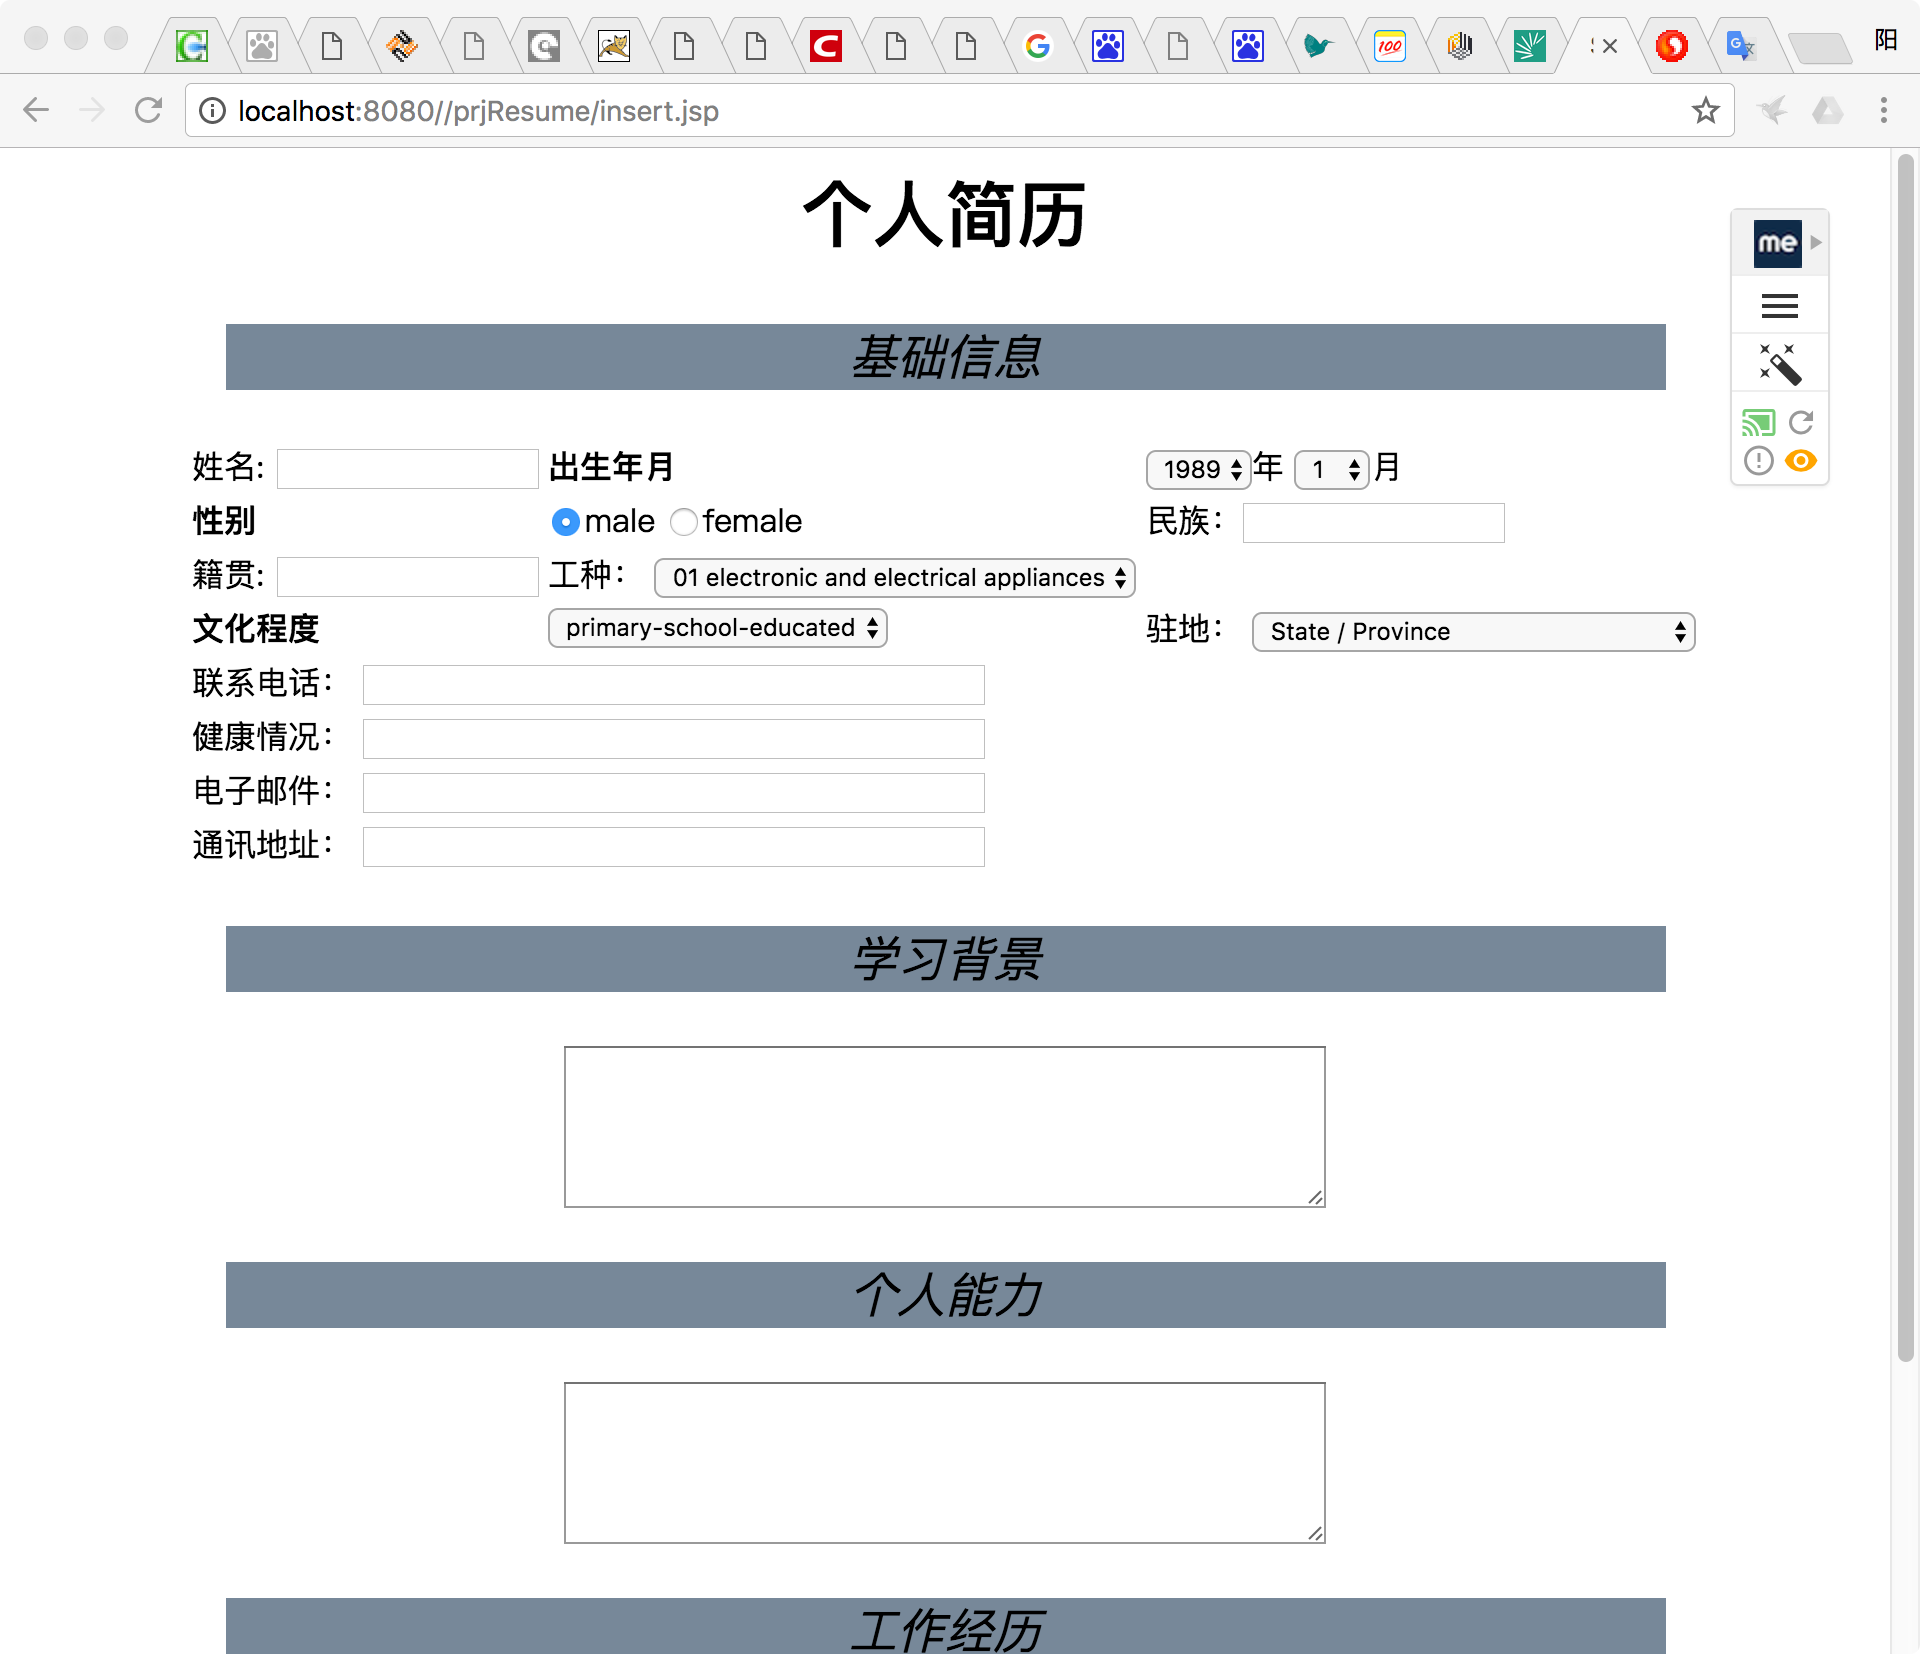 阳
localhost:8080//prjResume/insert.jsp
个人简历
me
基础信息
姓名: 出生年月 1989 年 1 月
性别 male female 民族：
籍贯: 工种： 01 electronic and electrical appliances
文化程度 primary-school-educated 驻地： State / Province
联系电话：
健康情况：
电子邮件：
通讯地址：
学习背景
个人能力
工作经历